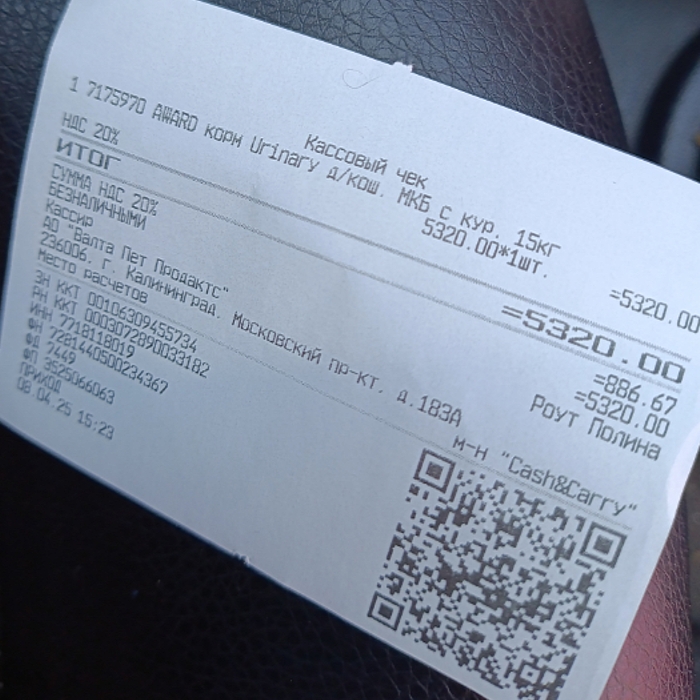 Кассовый чек
1 7175970 AWARD корм Urinary д/кош. МКБ с кур. 15кг
5320.00*1шт.
НДС 20% =5320.00
ИТОГ =5320.00
СУММА НДС 20% =886.67
БЕЗНАЛИЧНЫМИ =5320.00
Кассир Роут Полина
АО "Валта Пет Продактс"
236006, г. Калининград, Московский пр-кт, д.183А
Место расчетов м-н "Cash&Carry"
ЗН ККТ 00106309455734
РН ККТ 0003072890033182
ИНН 7718118019
ФН 7281440500234367
ФД 7449
ФП 3525066063
ПРИХОД
08.04.25 15:23